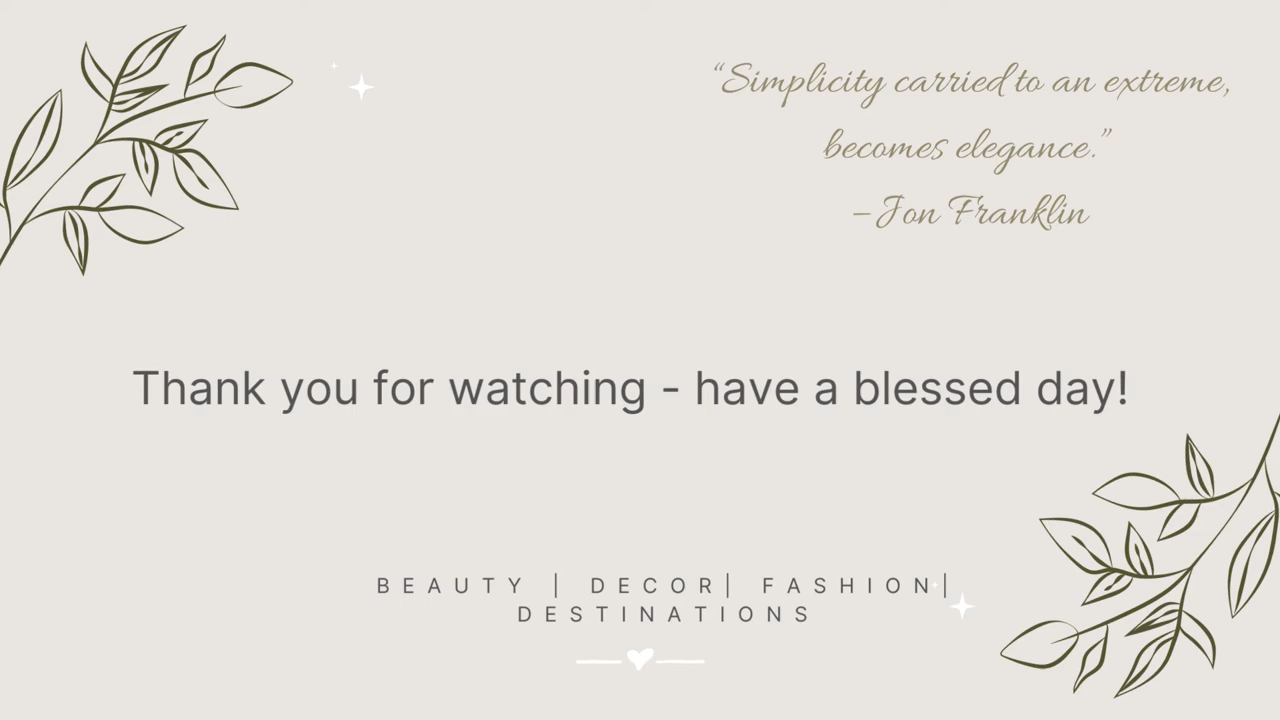 “Simplicity carried to an extreme,
becomes elegance.”
– Jon Franklin
Thank you for watching - have a blessed day!
BEAUTY | DECOR| FASHION|
DESTINATIONS